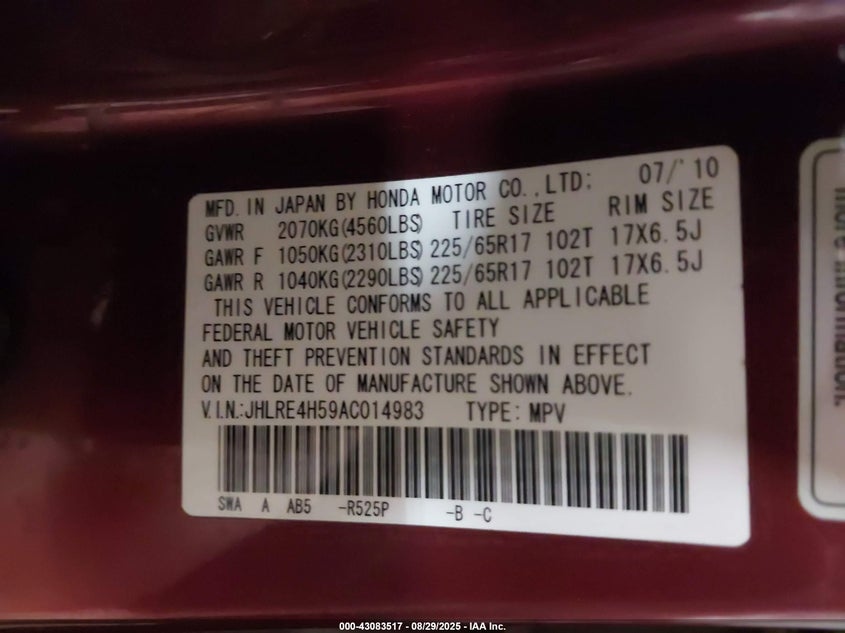 MFD. IN JAPAN BY HONDA MOTOR CO.,LTD: 07/'10
GVWR 2070KG(4560LBS) TIRE SIZE RIM SIZE
GAWR F 1050KG(2310LBS) 225/65R17 102T 17X6.5J
GAWR R 1040KG(2290LBS) 225/65R17 102T 17X6.5J
THIS VEHICLE CONFORMS TO ALL APPLICABLE
FEDERAL MOTOR VEHICLE SAFETY
AND THEFT PREVENTION STANDARDS IN EFFECT
ON THE DATE OF MANUFACTURE SHOWN ABOVE.
V.I.N.:JHLRE4H59AC014983 TYPE: MPV
SWA A AB5 -R525P -B -C
more information.
000-43083517 - 08/29/2025 - IAA Inc.